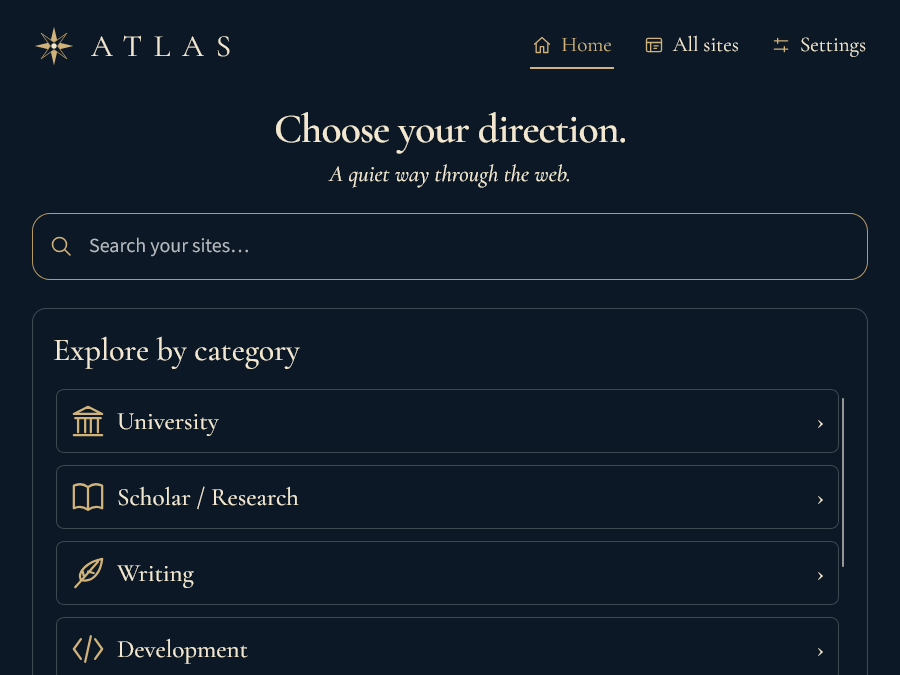 ATLAS
Home
All sites
Settings
Choose your direction.
A quiet way through the web.
Search your sites…
Explore by category
University
Scholar / Research
Writing
Development